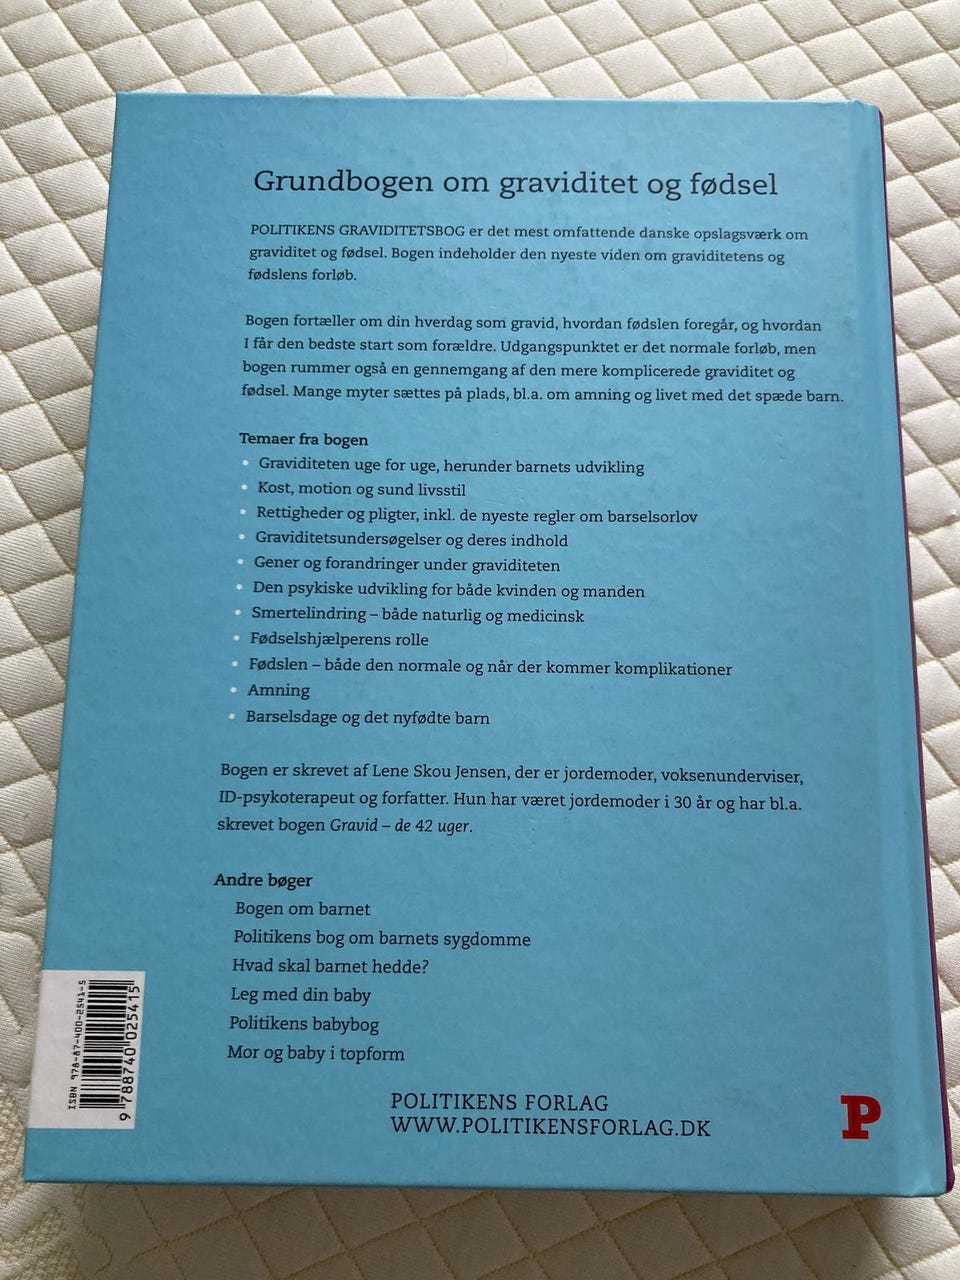 Grundbogen om graviditet og fødsel
POLITIKENS GRAVIDITETSBOG er det mest omfattende danske opslagsværk om
graviditet og fødsel. Bogen indeholder den nyeste viden om graviditetens og
fødslens forløb.
Bogen fortæller om din hverdag som gravid, hvordan fødslen foregår, og hvordan
I får den bedste start som forældre. Udgangspunktet er det normale forløb, men
bogen rummer også en gennemgang af den mere komplicerede graviditet og
fødsel. Mange myter sættes på plads, bl.a. om amning og livet med det spæde barn.
Temaer fra bogen
• Graviditeten uge for uge, herunder barnets udvikling
• Kost, motion og sund livsstil
• Rettigheder og pligter, inkl. de nyeste regler om barselsorlov
• Graviditetsundersøgelser og deres indhold
• Gener og forandringer under graviditeten
• Den psykiske udvikling for både kvinden og manden
• Smertelindring – både naturlig og medicinsk
• Fødselshjælperens rolle
• Fødslen – både den normale og når der kommer komplikationer
• Amning
• Barselsdage og det nyfødte barn
Bogen er skrevet af Lene Skou Jensen, der er jordemoder, voksenunderviser,
ID-psykoterapeut og forfatter. Hun har været jordemoder i 30 år og har bl.a.
skrevet bogen Gravid – de 42 uger.
Andre bøger
Bogen om barnet
Politikens bog om barnets sygdomme
Hvad skal barnet hedde?
Leg med din baby
Politikens babybog
Mor og baby i topform
ISBN 978-87-400-2541-5
9 788740 025415
POLITIKENS FORLAG
WWW.POLITIKENSFORLAG.DK
P